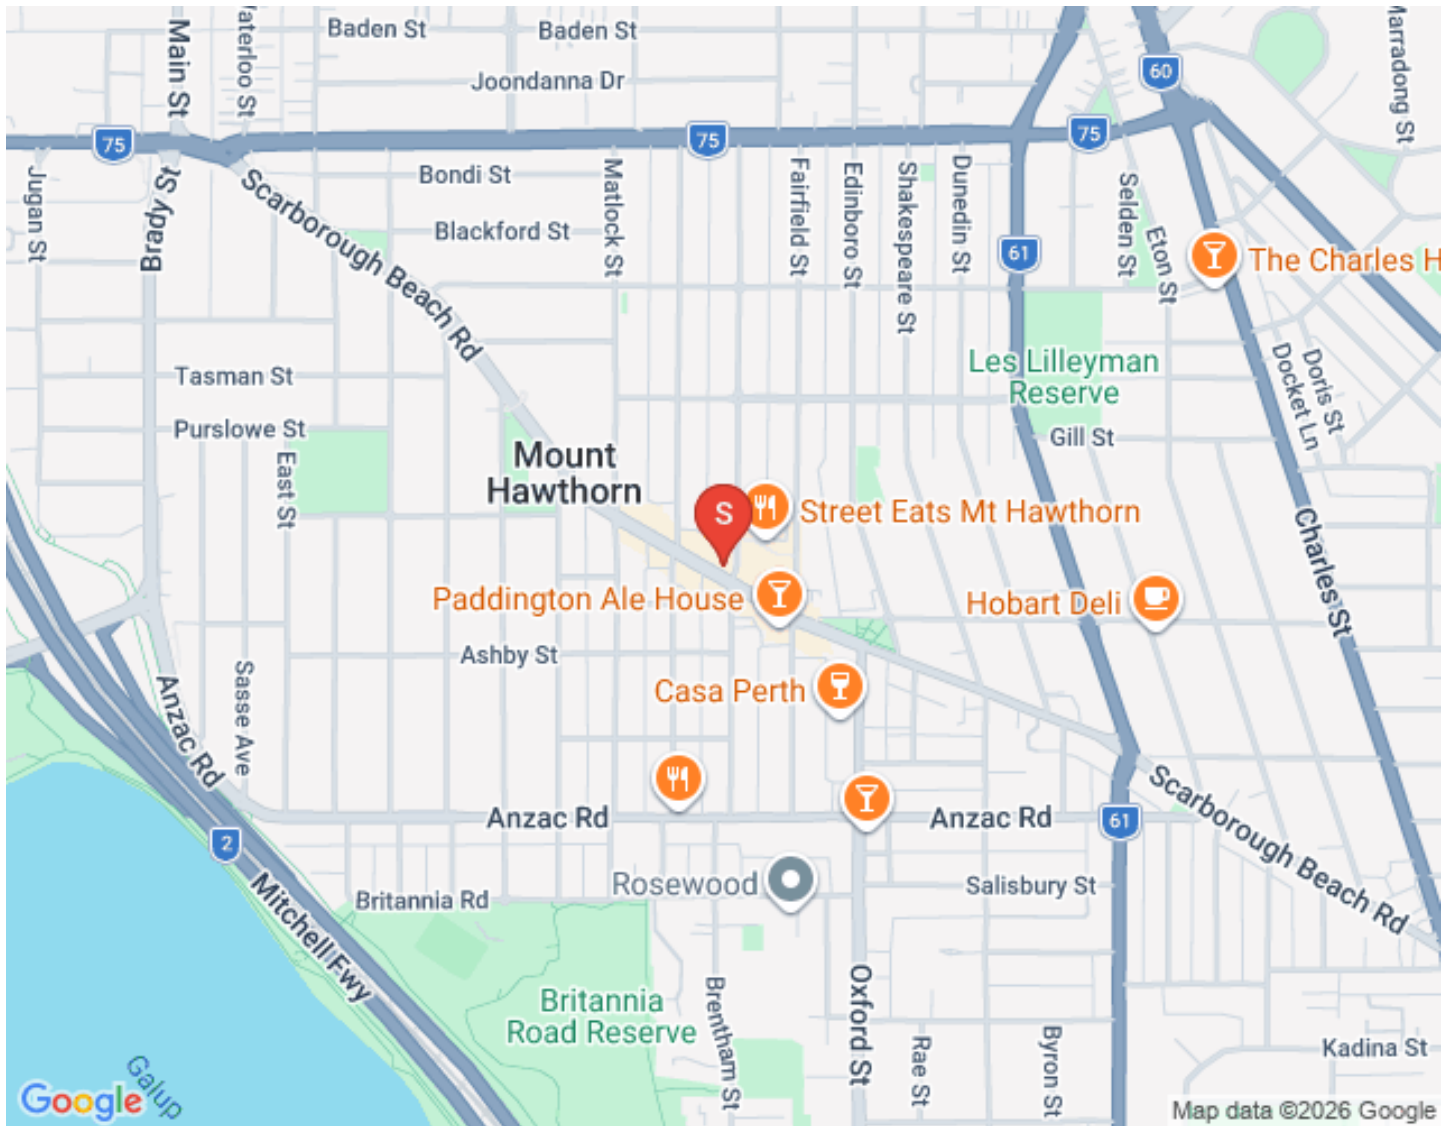 Baden St
Baden St
Main St
60
Joondanna Dr
75
75
75
Bondi St
Matlock St
Fairfield St
Edinboro St
Shakespeare St
Dunedin St
Selden St
Eton St
Marradong St
Jugan St
Bredy St
Scarborough Beach Rd
Blackford St
61
The Charles H
Tasman St
Les Lilleyman
Reserve
Doris St
Docket Ln
Purslowe St
Gill St
East St
Mount
Hawthorn
S
Street Eats Mt Hawthorn
Charles St
Paddington Ale House
Hobart Deli
Ashby St
Sasse Ave
Casa Perth
Anzac Rd
Anzac Rd
Anzac Rd
61
Scarborough Beach Rd
2
Mitchell Fwy
Rosewood
Britannia Rd
Salisbury St
Britannia
Road Reserve
Brentham St
Oxford St
Rae St
Byron St
Kadina St
Galup
Google
Map data ©2026 Google